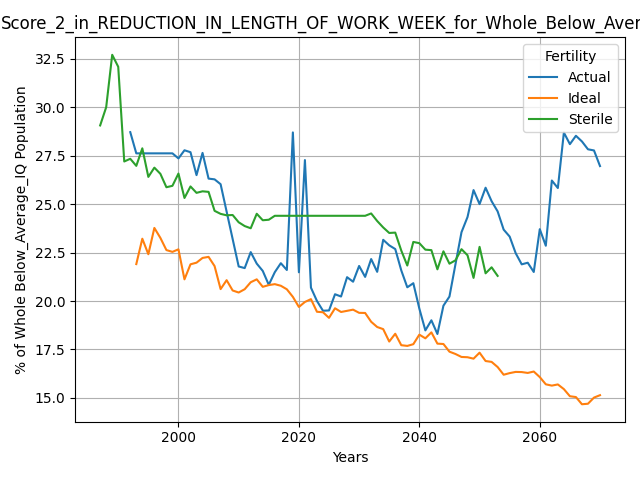 Score_2_in_REDUCTION_IN_LENGTH_OF_WORK_WEEK_for_Whole_Below_Aver
Fertility
Actual
Ideal
Sterile
% of Whole Below_Average_IQ Population
32.5
30.0
27.5
25.0
22.5
20.0
17.5
15.0
2000
2020
2040
2060
Years